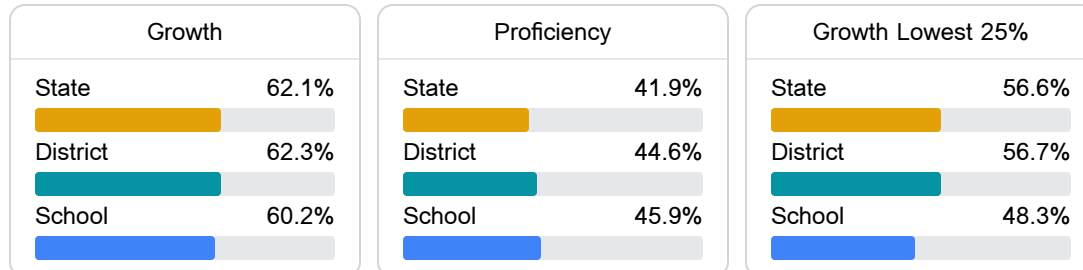 Growth
State 62.1%
District 62.3%
School 60.2%
Proficiency
State 41.9%
District 44.6%
School 45.9%
Growth Lowest 25%
State 56.6%
District 56.7%
School 48.3%